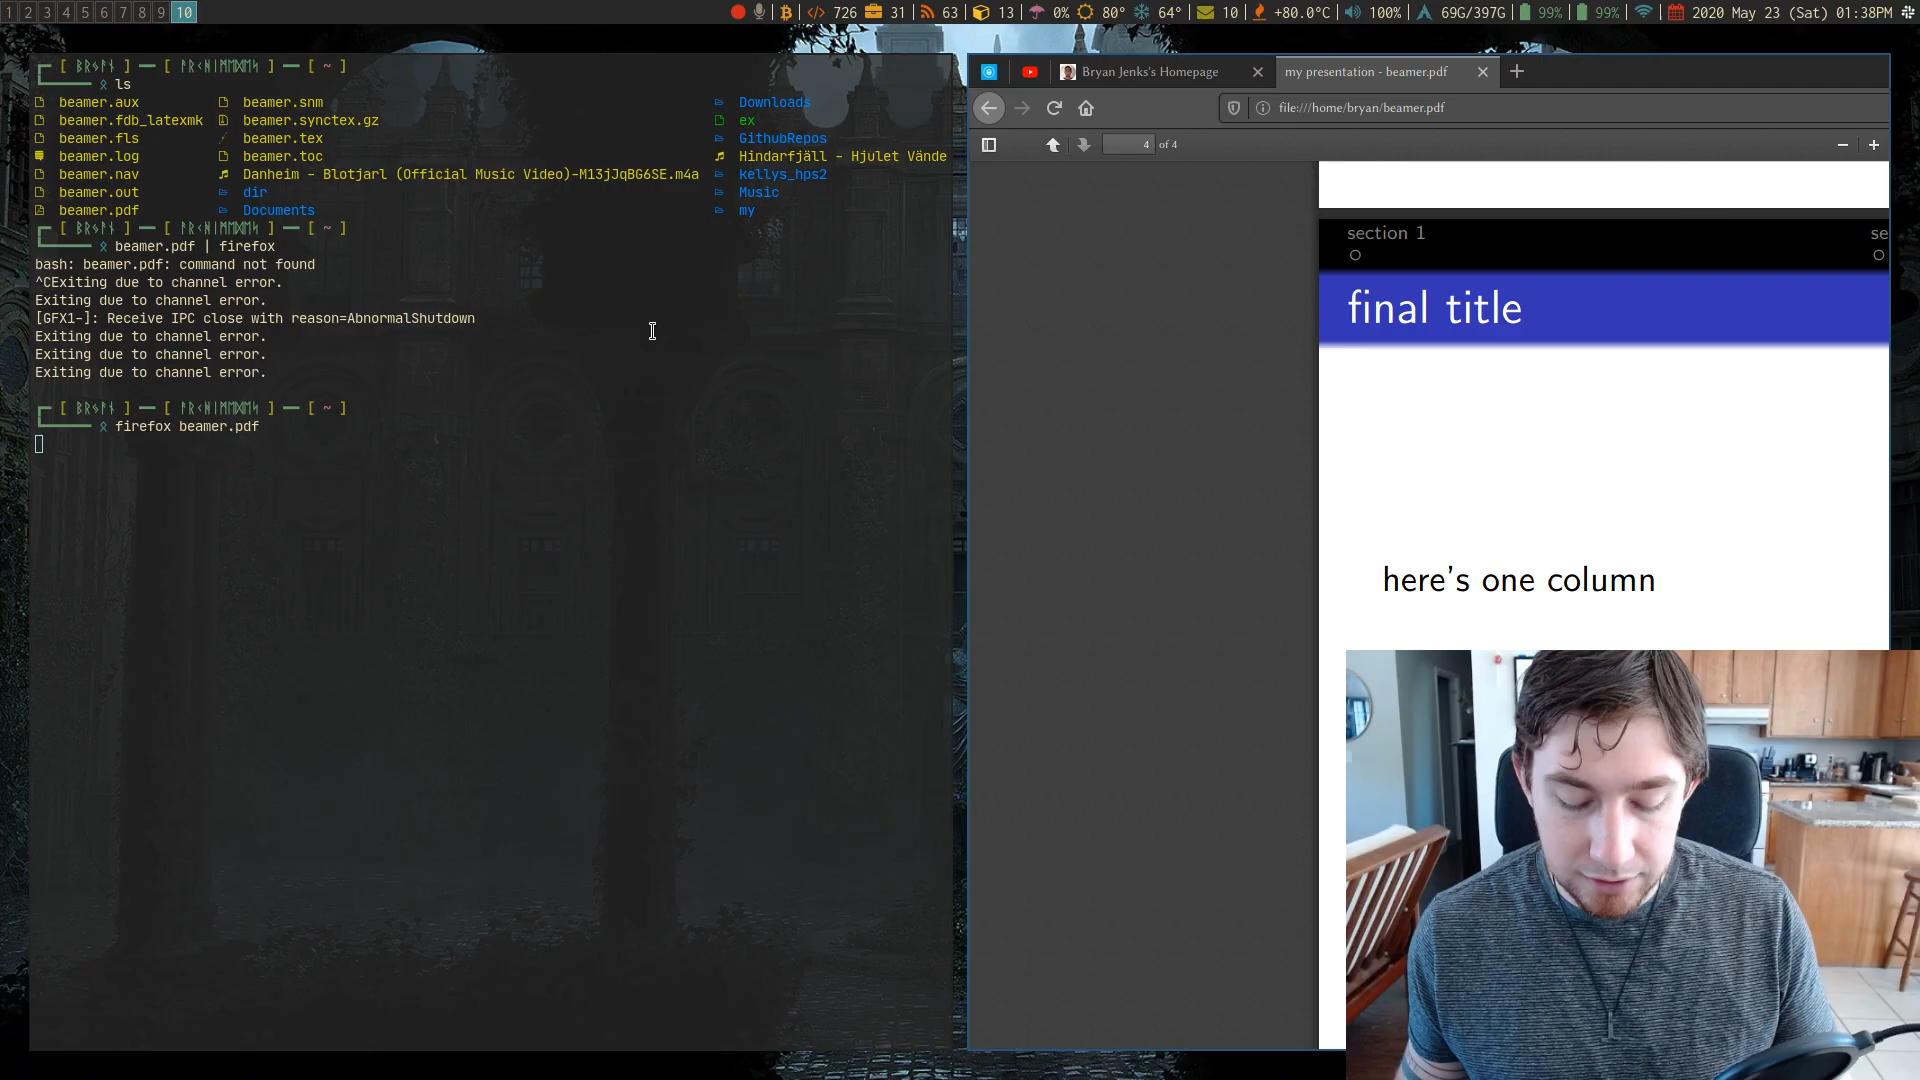 1 2 3 4 5 6 7 8 9 10
726 31 63 13 0% 80° 64° 10 +80.0°C 100% 69G/397G 99% 99% 2020 May 23 (Sat) 01:38PM
[ ~ ]
ls
beamer.aux beamer.snm Downloads
beamer.fdb_latexmk beamer.synctex.gz ex
beamer.fls beamer.tex GithubRepos
beamer.log beamer.toc Hindarfjäll - Hjulet Vände
beamer.nav Danheim - Blotjarl (Official Music Video)-M13jJqBG6SE.m4a kellys_hps2
beamer.out dir Music
beamer.pdf Documents my
[ ~ ]
beamer.pdf | firefox
bash: beamer.pdf: command not found
^CExiting due to channel error.
Exiting due to channel error.
[GFX1-]: Receive IPC close with reason=AbnormalShutdown
Exiting due to channel error.
Exiting due to channel error.
Exiting due to channel error.
[ ~ ]
firefox beamer.pdf
Bryan Jenks's Homepage
my presentation - beamer.pdf
file:///home/bryan/beamer.pdf
4 of 4
section 1
se
final title
here's one column